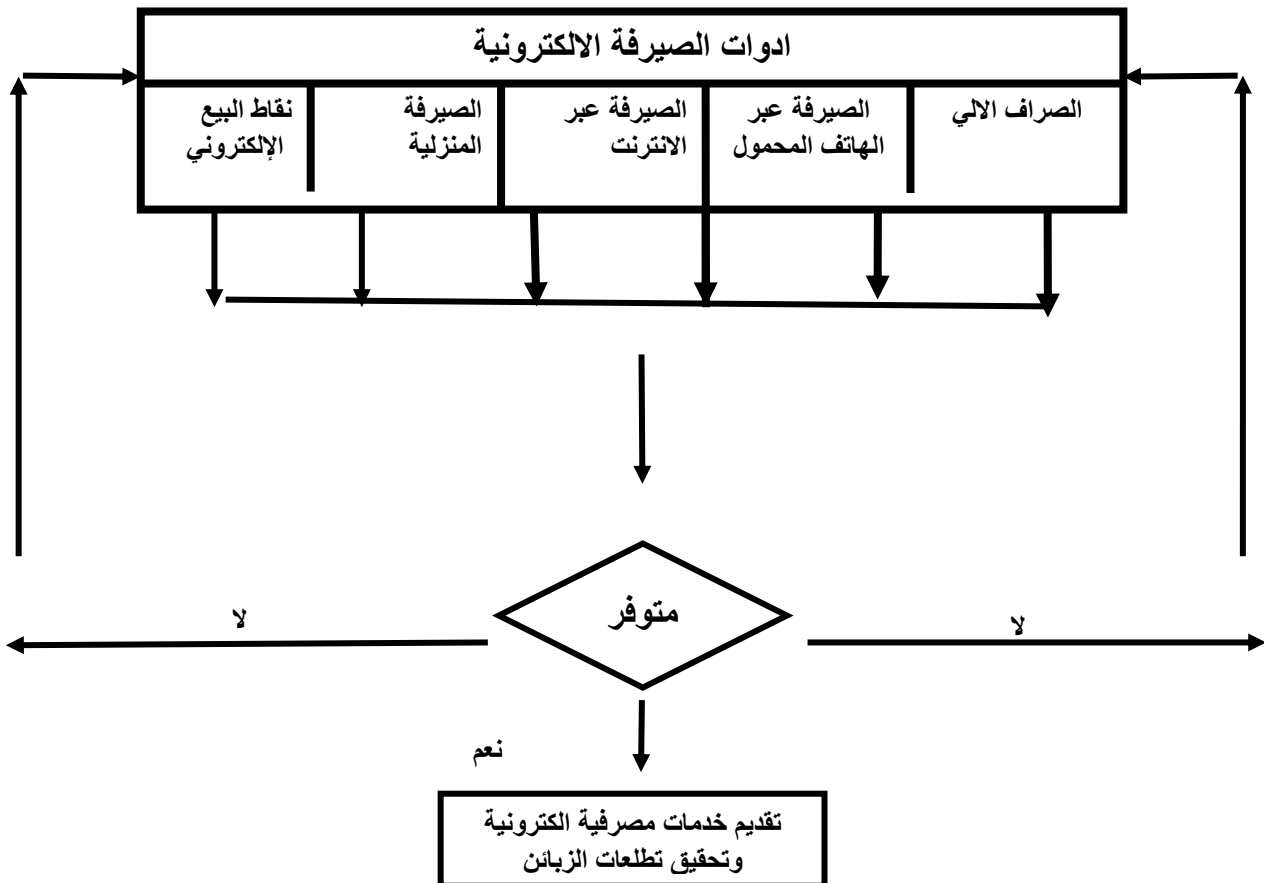 ادوات الصيرفة الالكترونية
الصراف الالي
الصيرفة عبر
الهاتف المحمول
الصيرفة عبر
الانترنت
الصيرفة
المنزلية
نقاط البيع
الإلكتروني
متوفر
لا
لا
نعم
تقديم خدمات مصرفية الكترونية
وتحقيق تطلعات الزبائن